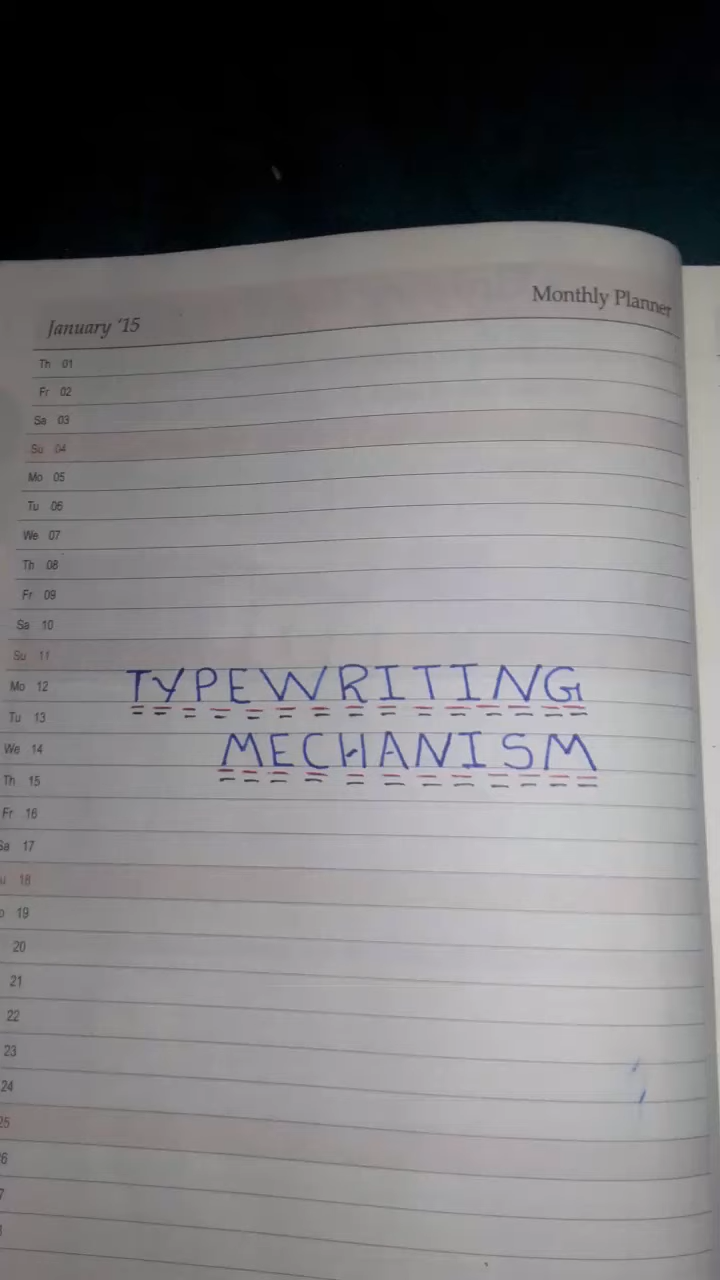 Monthly Planner
January '15
Th 01
Fr 02
Sa 03
Su 04
Mo 05
Tu 06
We 07
Th 08
Fr 09
Sa 10
Su 11
Mo 12
TYPEWRITING
Tu 13
We 14
MECHANISM
Th 15
Fr 16
Sa 17
18
19
20
21
22
23
24
25